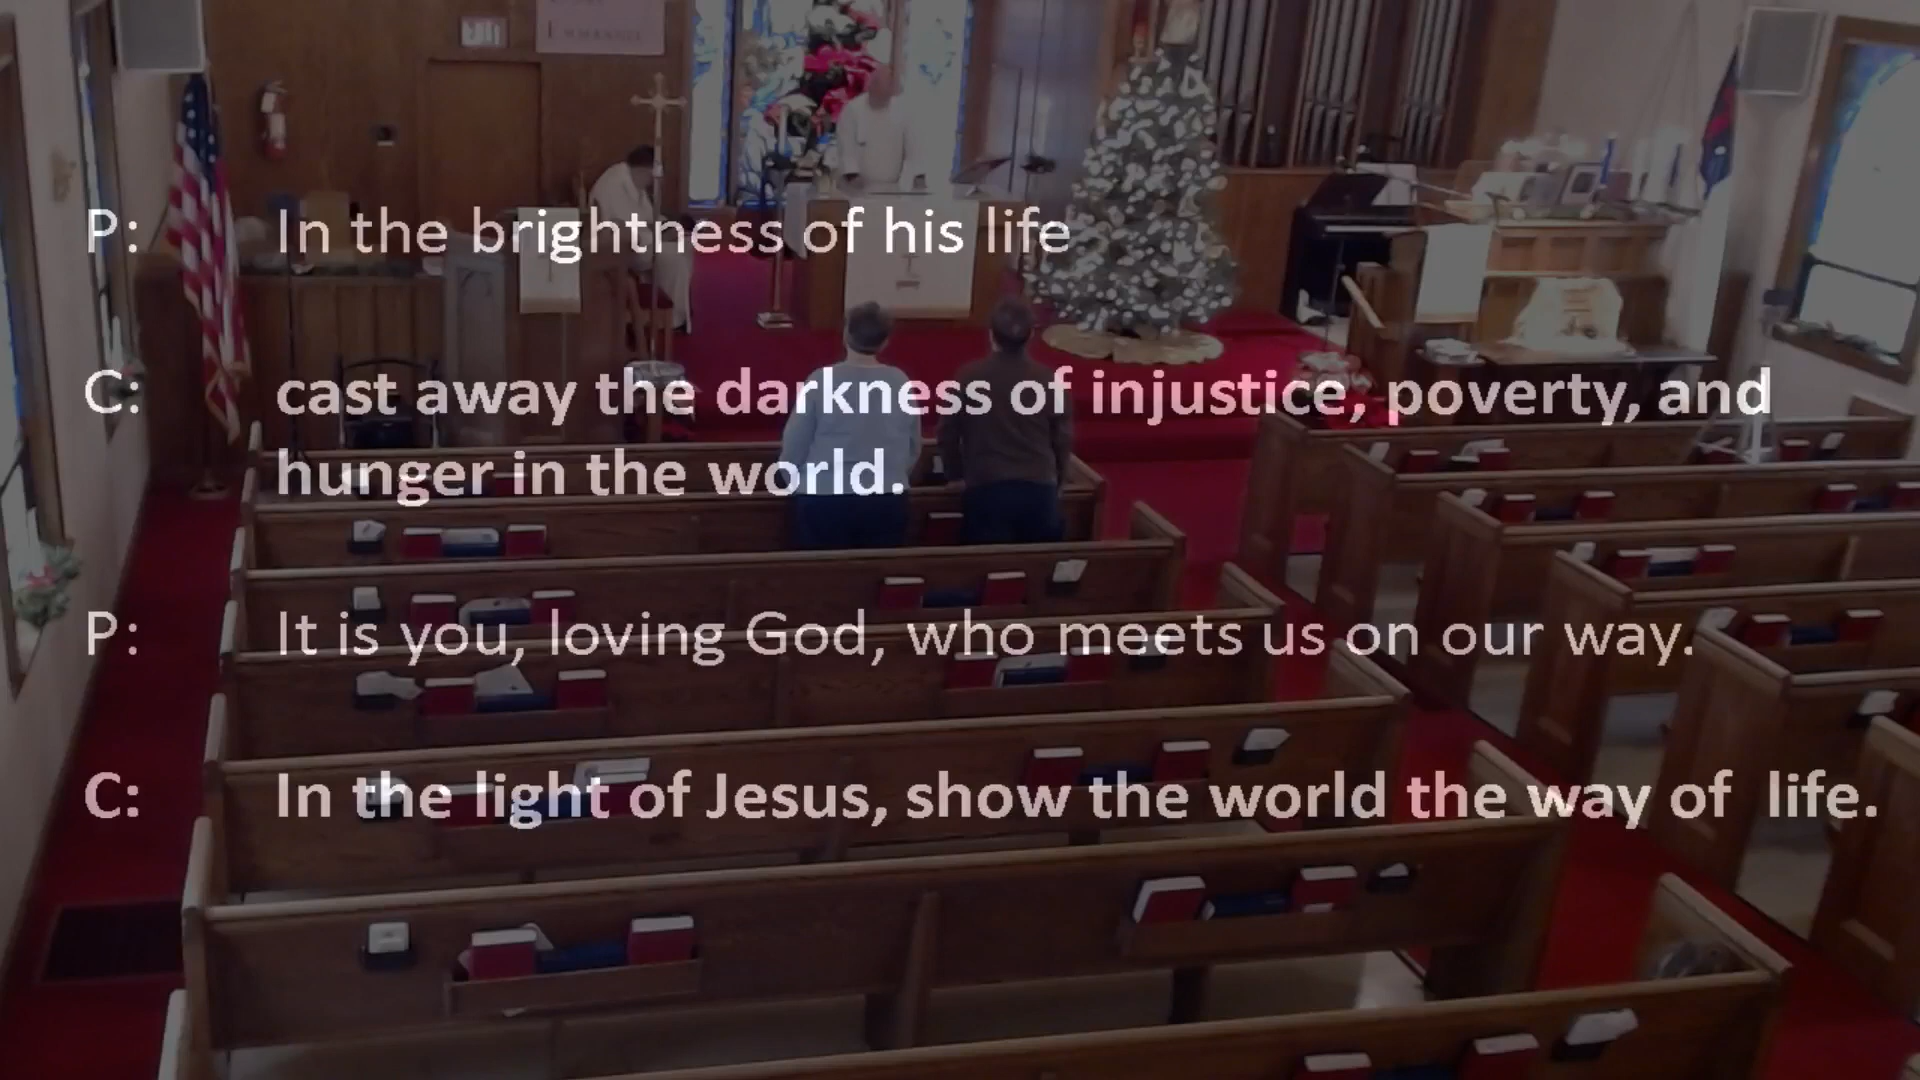 EXIT
EMMANUEL
P: In the brightness of his life
C: cast away the darkness of injustice, poverty, and
hunger in the world.
P: It is you, loving God, who meets us on our way.
C: In the light of Jesus, show the world the way of life.